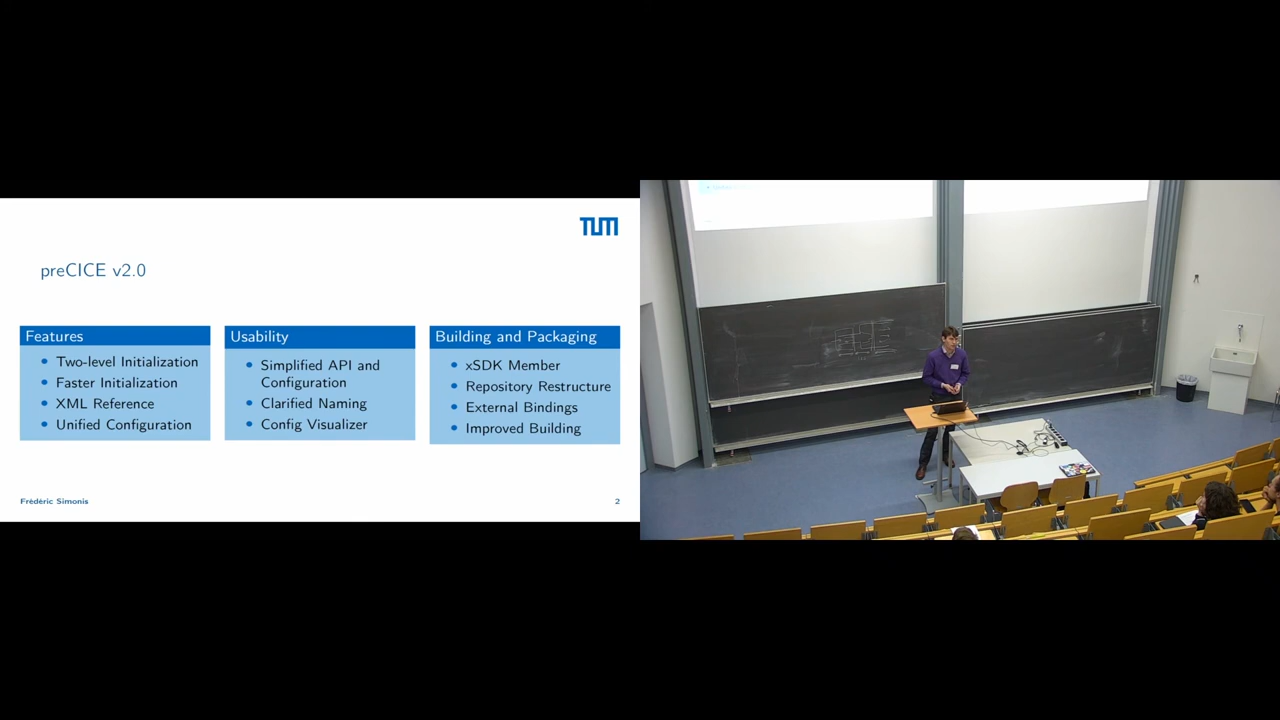 TUM
preCICE v2.0
Features
• Two-level Initialization
• Faster Initialization
• XML Reference
• Unified Configuration
Usability
• Simplified API and
Configuration
• Clarified Naming
• Config Visualizer
Building and Packaging
• xSDK Member
• Repository Restructure
• External Bindings
• Improved Building
Frédéric Simonis
2